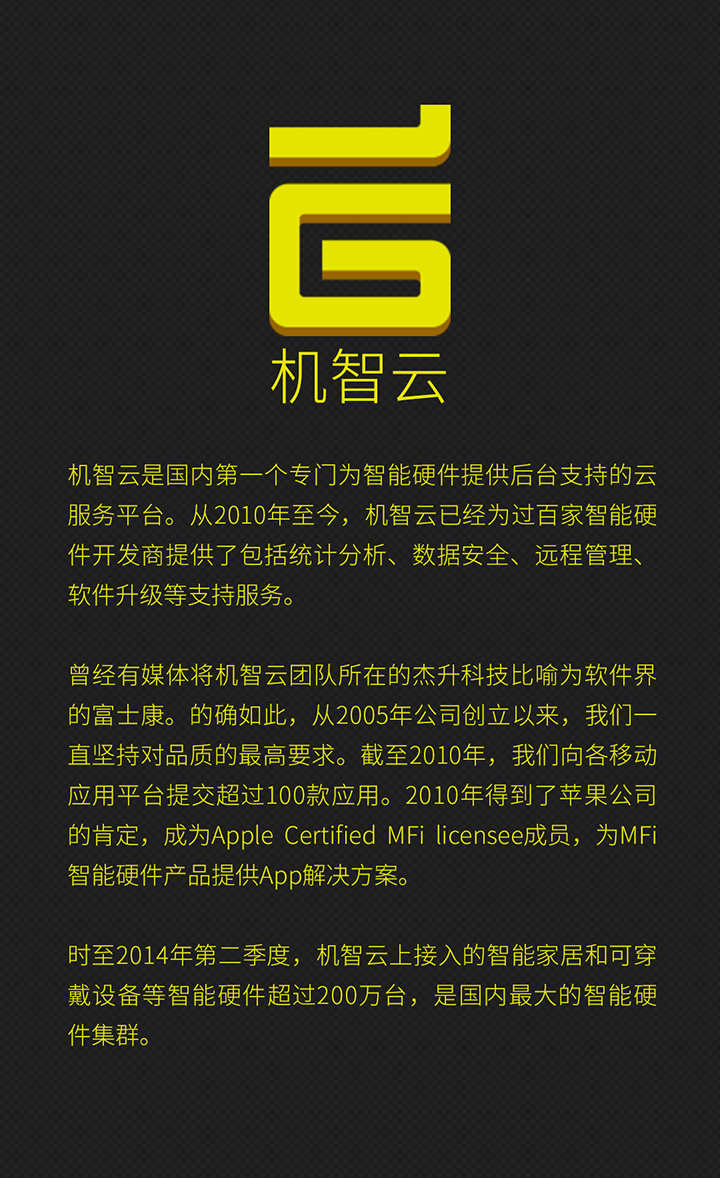 机智云
机智云是国内第一个专门为智能硬件提供后台支持的云
服务平台。从2010年至今，机智云已经为过百家智能硬
件开发商提供了包括统计分析、数据安全、远程管理、
软件升级等支持服务。
曾经有媒体将机智云团队所在的杰升科技比喻为软件界
的富士康。的确如此，从2005年公司创立以来，我们一
直坚持对品质的最高要求。截至2010年，我们向各移动
应用平台提交超过100款应用。2010年得到了苹果公司
的肯定，成为Apple Certified MFi licensee成员，为MFi
智能硬件产品提供App解决方案。
时至2014年第二季度，机智云上接入的智能家居和可穿
戴设备等智能硬件超过200万台，是国内最大的智能硬
件集群。